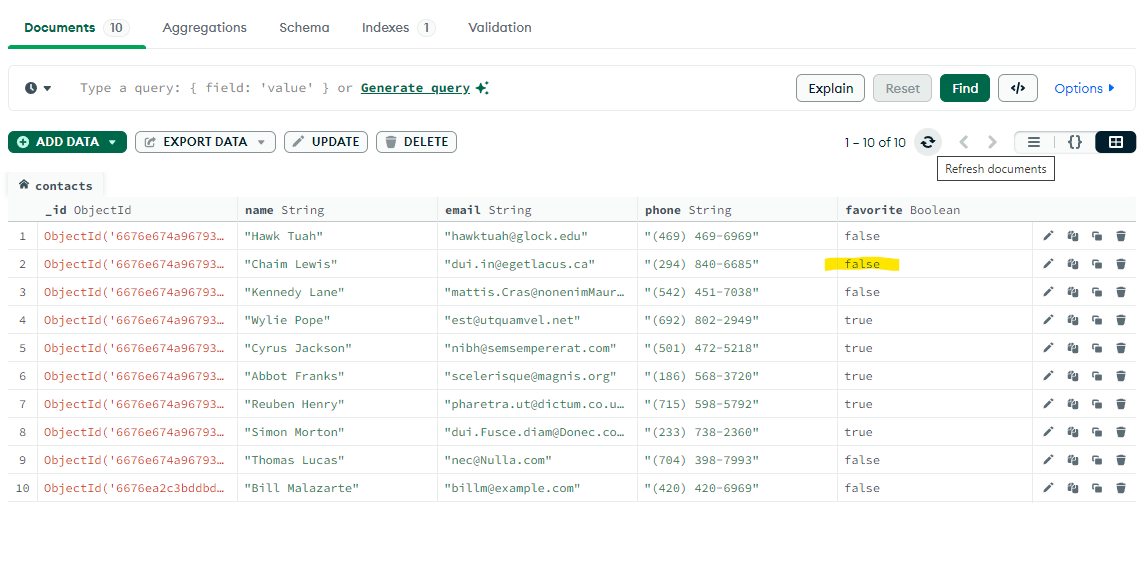 Documents 10 Aggregations Schema Indexes 1 Validation
Type a query: { field: 'value' } or Generate query Explain Reset Find </> Options
ADD DATA EXPORT DATA UPDATE DELETE 1 – 10 of 10 {}
Refresh documents
contacts
_id ObjectId name String email String phone String favorite Boolean
1 ObjectId('6676e674a96793… "Hawk Tuah" "hawktuah@glock.edu" "(469) 469-6969" false
2 ObjectId('6676e674a96793… "Chaim Lewis" "dui.in@egetlacus.ca" "(294) 840-6685" false
3 ObjectId('6676e674a96793… "Kennedy Lane" "mattis.Cras@nonenimMaur… "(542) 451-7038" false
4 ObjectId('6676e674a96793… "Wylie Pope" "est@utquamvel.net" "(692) 802-2949" true
5 ObjectId('6676e674a96793… "Cyrus Jackson" "nibh@semsempererat.com" "(501) 472-5218" true
6 ObjectId('6676e674a96793… "Abbot Franks" "scelerisque@magnis.org" "(186) 568-3720" true
7 ObjectId('6676e674a96793… "Reuben Henry" "pharetra.ut@dictum.co.u… "(715) 598-5792" true
8 ObjectId('6676e674a96793… "Simon Morton" "dui.Fusce.diam@Donec.co… "(233) 738-2360" true
9 ObjectId('6676e674a96793… "Thomas Lucas" "nec@Nulla.com" "(704) 398-7993" false
10 ObjectId('6676ea2c3bddbd… "Bill Malazarte" "billm@example.com" "(420) 420-6969" false